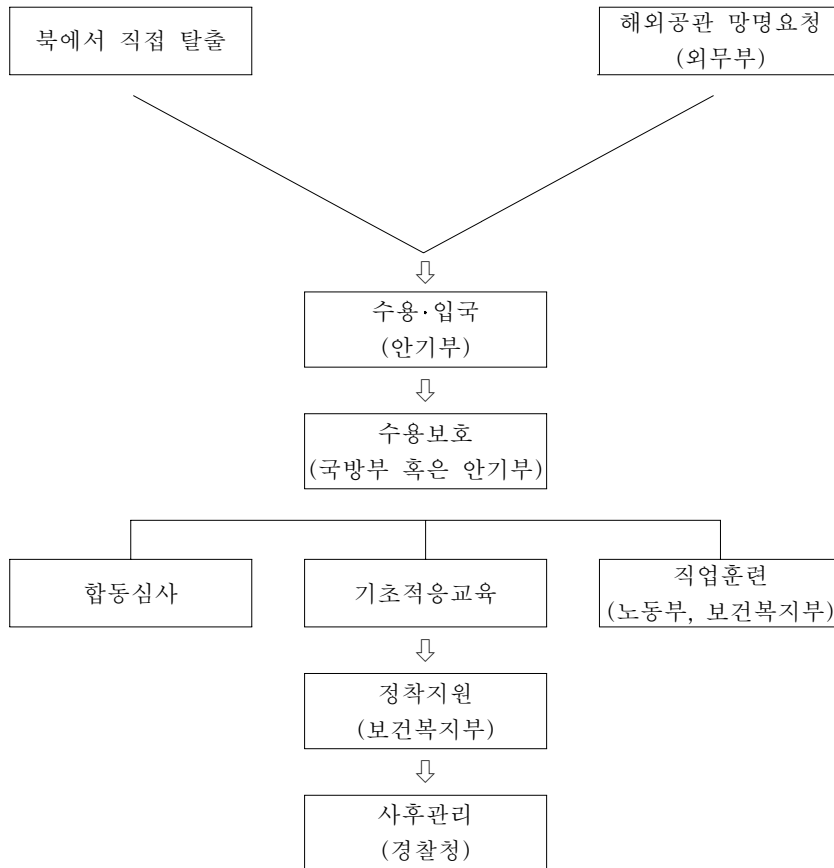 북에서 직접 탈출
해외공관 망명요청
(외무부)
수용·입국
(안기부)
수용보호
(국방부 혹은 안기부)
합동심사
기초적응교육
직업훈련
(노동부, 보건복지부)
정착지원
(보건복지부)
사후관리
(경찰청)